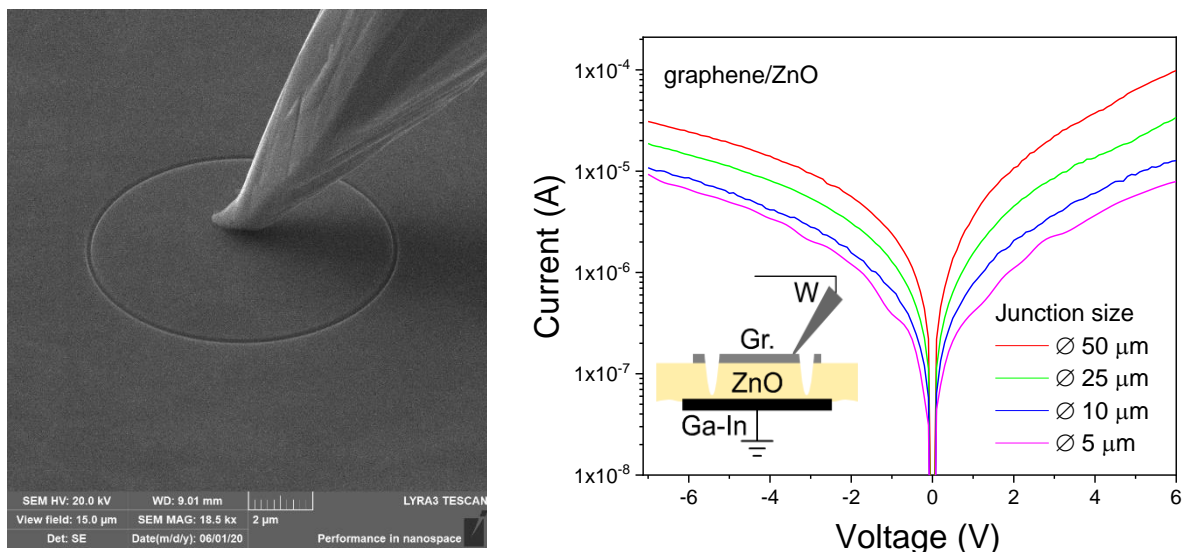 SEM HV: 20.0 kV WD: 9.01 mm LYRA3 TESCAN
View field: 15.0 µm SEM MAG: 18.5 kx 2 µm
Det: SE Date(m/d/y): 06/01/20 Performance in nanospace
graphene/ZnO
Current (A)
1x10⁻⁴
1x10⁻⁵
1x10⁻⁶
1x10⁻⁷
1x10⁻⁸
W
Gr.
ZnO
Ga-In
Junction size
∅ 50 μm
∅ 25 μm
∅ 10 μm
∅ 5 μm
-6 -4 -2 0 2 4 6
Voltage (V)